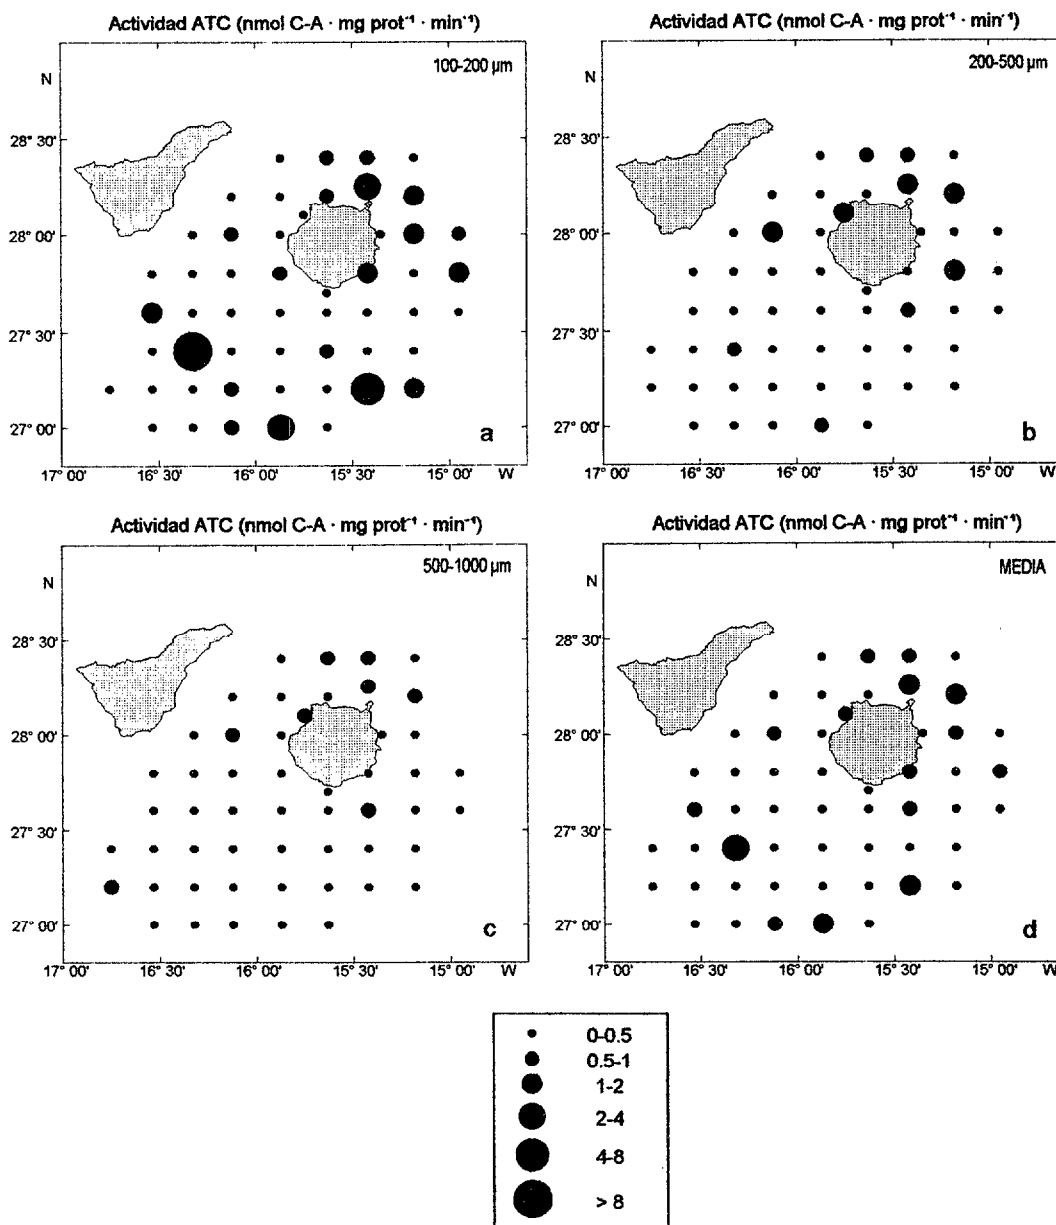 Actividad ATC (nmol C-A · mg prot⁻¹ · min⁻¹)
100-200 µm
N
28° 30'
28° 00'
27° 30'
27° 00'
a
17° 00'
16° 30'
16° 00'
15° 30'
15° 00'
W
Actividad ATC (nmol C-A · mg prot⁻¹ · min⁻¹)
200-500 µm
N
28° 30'
28° 00'
27° 30'
27° 00'
b
17° 00'
16° 30'
16° 00'
15° 30'
15° 00'
W
Actividad ATC (nmol C-A · mg prot⁻¹ · min⁻¹)
500-1000 µm
N
28° 30'
28° 00'
27° 30'
27° 00'
c
17° 00'
16° 30'
16° 00'
15° 30'
15° 00'
W
Actividad ATC (nmol C-A · mg prot⁻¹ · min⁻¹)
MEDIA
N
28° 30'
28° 00'
27° 30'
27° 00'
d
17° 00'
16° 30'
16° 00'
15° 30'
15° 00'
W
0-0.5
0.5-1
1-2
2-4
4-8
> 8